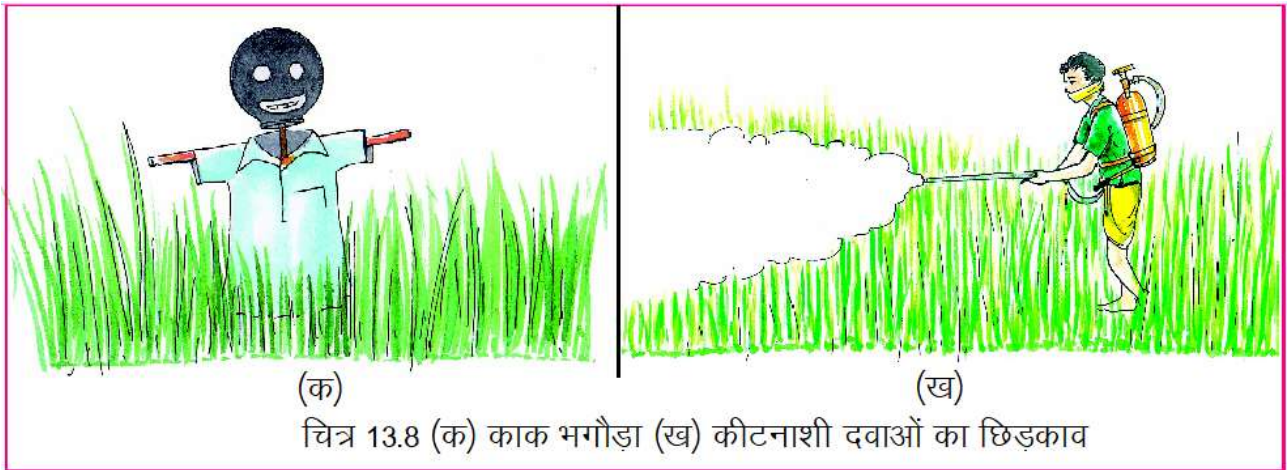 (क) (ख)
चित्र 13.8 (क) काक भगौड़ा (ख) कीटनाशी दवाओं का छिड़काव